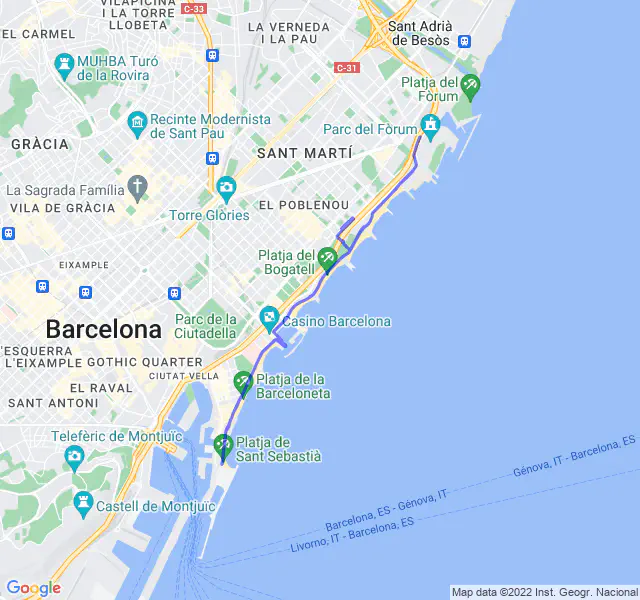 VILAPICINA
I LA TORRE
LLOBETA
C-33
LA VERNEDA
I LA PAU
Sant Adrià
de Besòs
EL CARMEL
MUHBA Turó
de la Rovira
C-31
Platja del
Fòrum
Recinte Modernista
de Sant Pau
Parc del Fòrum
GRÀCIA
SANT MARTÍ
La Sagrada Família
VILA DE GRÀCIA
Torre Glòries
EL POBLENOU
EIXAMPLE
Platja del
Bogatell
Barcelona
Parc de la
Ciutadella
Casino Barcelona
L'ESQUERRA
L'EIXAMPLE
GOTHIC QUARTER
CIUTAT VELLA
EL RAVAL
SANT ANTONI
Platja de la
Barceloneta
Telefèric de Montjuïc
Platja de
Sant Sebastià
Castell de Montjuïc
Génova, IT - Barcelona, ES
Barcelona, ES - Génova, IT
Livorno, IT - Barcelona, ES
Google
Map data ©2022 Inst. Geogr. Nacional